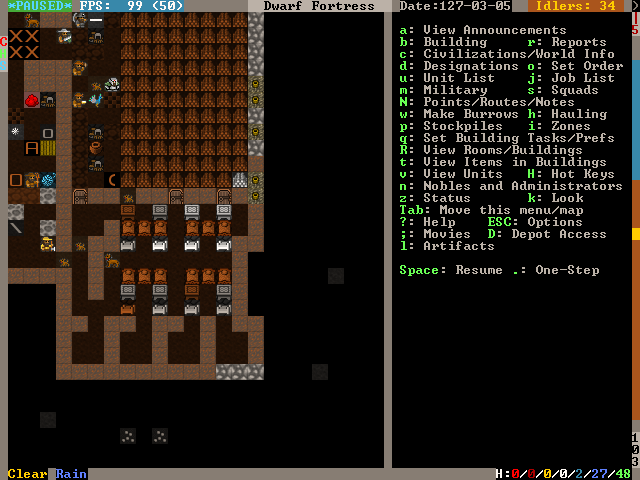 *PAUSED* FPS:  99 (50) Dwarf Fortress Date:127-03-05 Idlers: 34
a: View Announcements
b: Building r: Reports
c: Civilizations/World Info
d: Designations o: Set Order
u: Unit List j: Job List
m: Military s: Squads
N: Points/Routes/Notes
w: Make Burrows h: Hauling
p: Stockpiles i: Zones
q: Set Building Tasks/Prefs
R: View Rooms/Buildings
t: View Items in Buildings
v: View Units H: Hot Keys
n: Nobles and Administrators
z: Status k: Look
Tab: Move this menu/map
?: Help ESC: Options
;: Movies D: Depot Access
l: Artifacts
Space: Resume .: One-Step
103
Clear Rain H:0/0/0/0/2/27/48